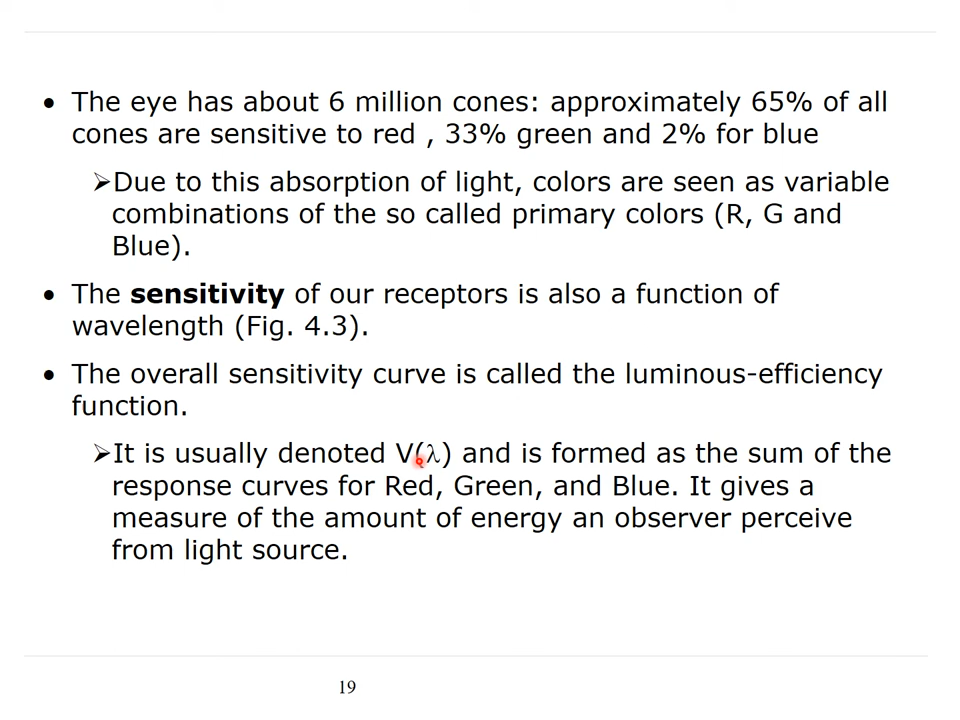 • The eye has about 6 million cones: approximately 65% of all
cones are sensitive to red , 33% green and 2% for blue
➢Due to this absorption of light, colors are seen as variable
combinations of the so called primary colors (R, G and
Blue).
• The sensitivity of our receptors is also a function of
wavelength (Fig. 4.3).
• The overall sensitivity curve is called the luminous-efficiency
function.
➢It is usually denoted V(λ) and is formed as the sum of the
response curves for Red, Green, and Blue. It gives a
measure of the amount of energy an observer perceive
from light source.
19